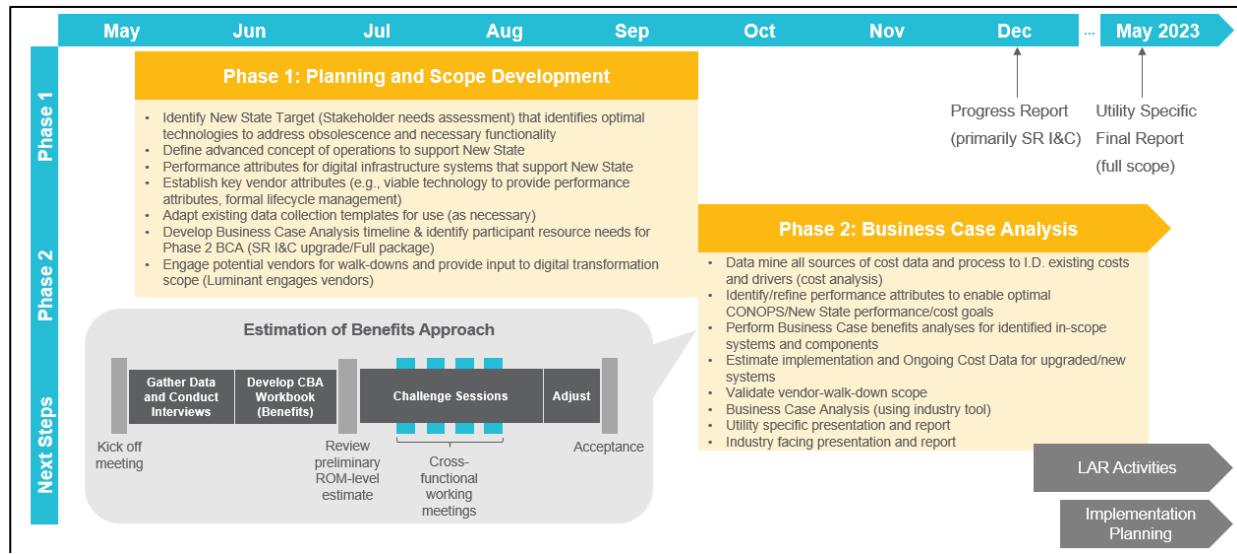 May Jun Jul Aug Sep Oct Nov Dec ... May 2023
Phase 1
Phase 2
Next Steps
Phase 1: Planning and Scope Development
• Identify New State Target (Stakeholder needs assessment) that identifies optimal
technologies to address obsolescence and necessary functionality
• Define advanced concept of operations to support New State
• Performance attributes for digital infrastructure systems that support New State
• Establish key vendor attributes (e.g., viable technology to provide performance
attributes, formal lifecycle management)
• Adapt existing data collection templates for use (as necessary)
• Develop Business Case Analysis timeline & identify participant resource needs for
Phase 2 BCA (SR I&C upgrade/Full package)
• Engage potential vendors for walk-downs and provide input to digital transformation
scope (Luminant engages vendors)
Progress Report
(primarily SR I&C)
Utility Specific
Final Report
(full scope)
Phase 2: Business Case Analysis
• Data mine all sources of cost data and process to I.D. existing costs
and drivers (cost analysis)
• Identify/refine performance attributes to enable optimal
CONOPS/New State performance/cost goals
• Perform Business Case benefits analyses for identified in-scope
systems and components
• Estimate implementation and Ongoing Cost Data for upgraded/new
systems
• Validate vendor-walk-down scope
• Business Case Analysis (using industry tool)
• Utility specific presentation and report
• Industry facing presentation and report
Estimation of Benefits Approach
Gather Data
and Conduct
Interviews
Develop CBA
Workbook
(Benefits)
Challenge Sessions
Adjust
Kick off
meeting
Review
preliminary
ROM-level
estimate
Cross-
functional
working
meetings
Acceptance
LAR Activities
Implementation
Planning